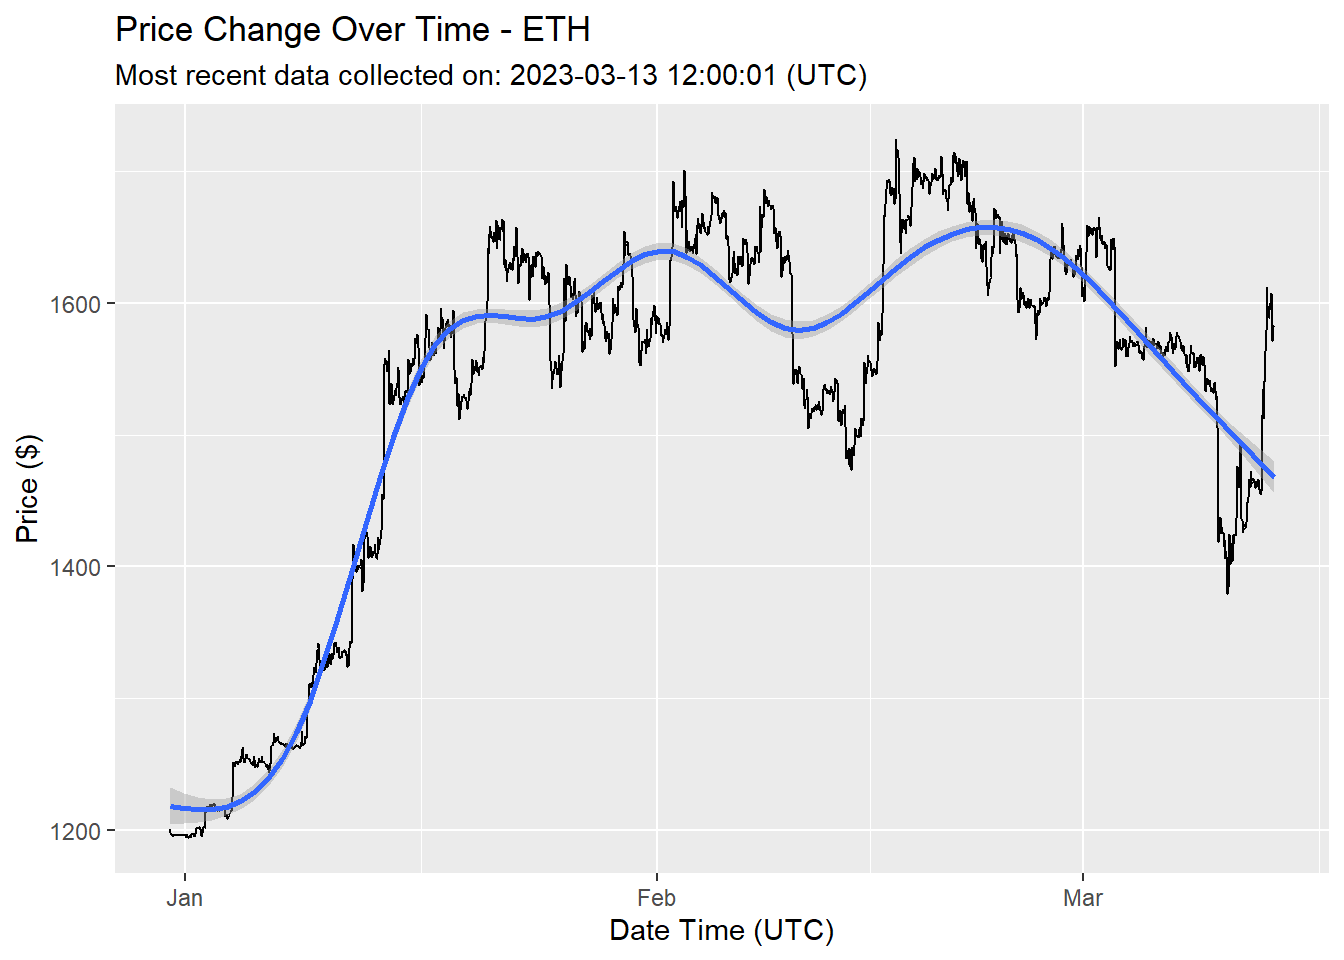 Price Change Over Time - ETH
Most recent data collected on: 2023-03-13 12:00:01 (UTC)
Price ($)
1600
1400
1200
Jan Feb Mar
Date Time (UTC)